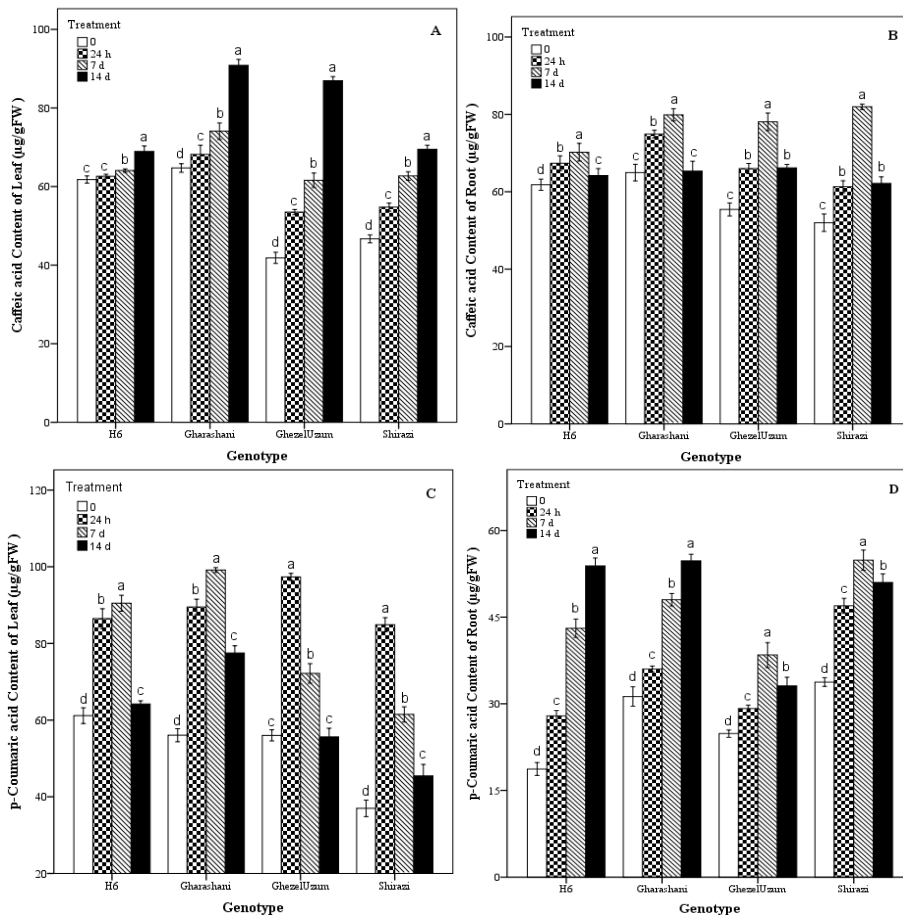 Treatment
0
24 h
7 d
14 d
A
Caffeic acid Content of Leaf (µg/gFW)
100
80
60
40
20
0
c c b a
d c b a
d c b a
d c b a
H6 Gharashani GhezelUzum Shirazi
Genotype
Treatment
0
24 h
7 d
14 d
B
Caffeic acid Content of Root (µg/gFW)
100
80
60
40
20
0
d b a c
c b a c
c b a b
c b a b
H6 Gharashani GhezelUzum Shirazi
Genotype
Treatment
0
24 h
7 d
14 d
C
p-Coumaric acid Content of Leaf (µg/gFW)
120
100
80
60
40
20
d b a c
d b a c
c a b c
d a b c
H6 Gharashani GhezelUzum Shirazi
Genotype
Treatment
0
24 h
7 d
14 d
D
p-Coumaric acid Content of Root (µg/gFW)
60
45
30
15
0
d c b a
d c b a
d c a b
d c a b
H6 Gharashani GhezelUzum Shirazi
Genotype